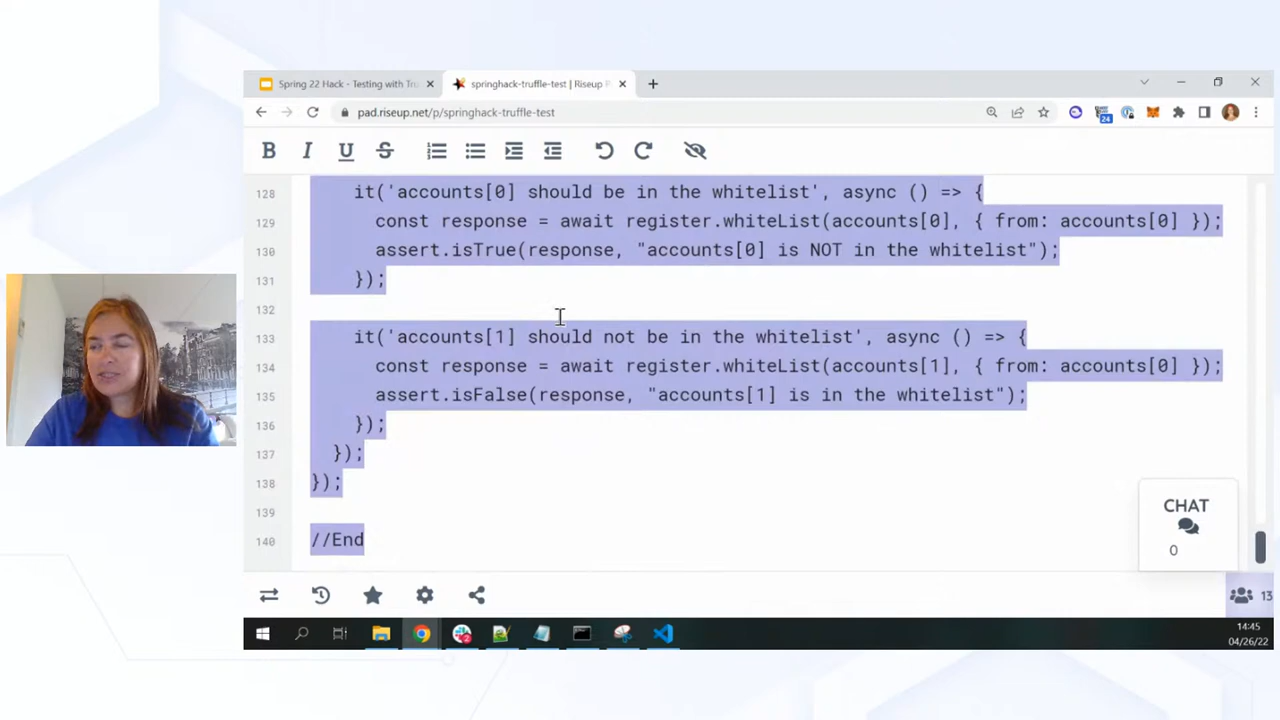 Spring 22 Hack - Testing with Tru
springhack-truffle-test | Riseup P
pad.riseup.net/p/springhack-truffle-test
24
B I U S
128 it('accounts[0] should be in the whitelist', async () => {
129 const response = await register.whiteList(accounts[0], { from: accounts[0] });
130 assert.isTrue(response, "accounts[0] is NOT in the whitelist");
131 });
132
133 it('accounts[1] should not be in the whitelist', async () => {
134 const response = await register.whiteList(accounts[1], { from: accounts[0] });
135 assert.isFalse(response, "accounts[1] is in the whitelist");
136 });
137 });
138 });
139
140 //End
CHAT
0
13
14:45
04/26/22